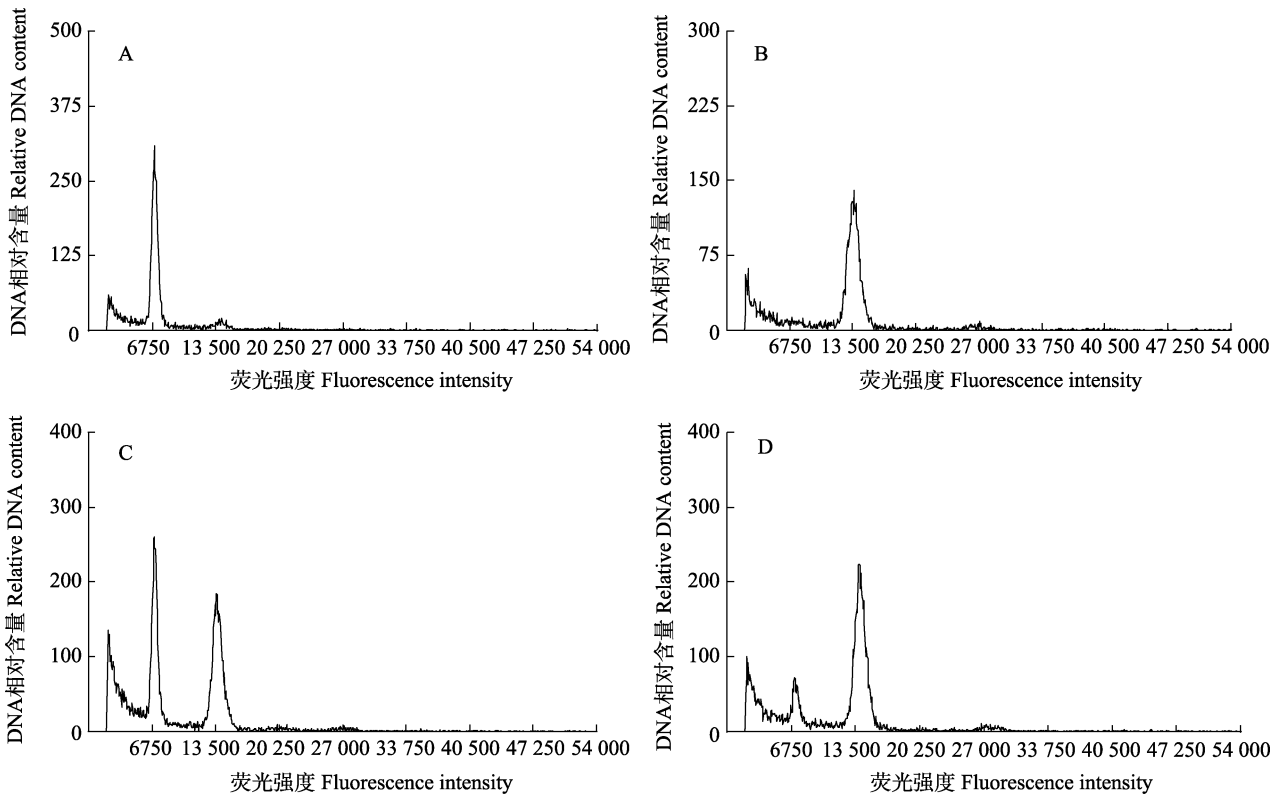 A
DNA相对含量 Relative DNA content
500
375
250
125
0
6750 13 500 20 250 27 000 33 750 40 500 47 250 54 000
荧光强度 Fluorescence intensity
B
DNA相对含量 Relative DNA content
300
225
150
75
0
6750 13 500 20 250 27 000 33 750 40 500 47 250 54 000
荧光强度 Fluorescence intensity
C
DNA相对含量 Relative DNA content
400
300
200
100
0
6750 13 500 20 250 27 000 33 750 40 500 47 250 54 000
荧光强度 Fluorescence intensity
D
DNA相对含量 Relative DNA content
400
300
200
100
0
6750 13 500 20 250 27 000 33 750 40 500 47 250 54 000
荧光强度 Fluorescence intensity